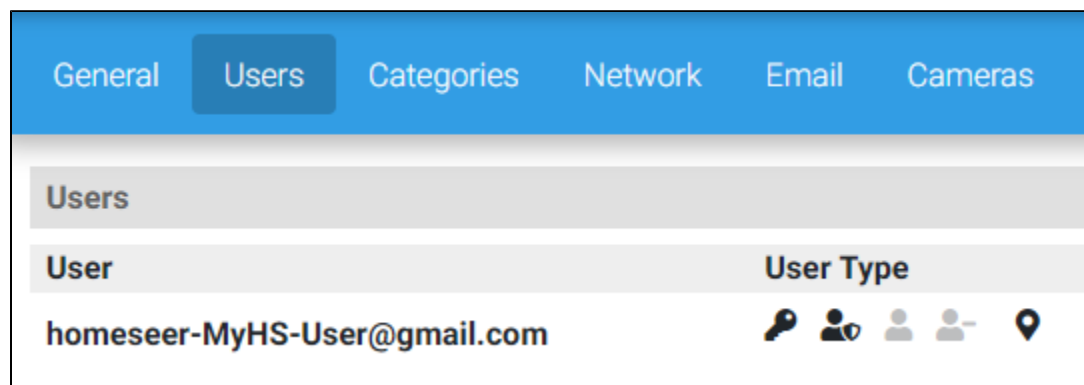 General Users Categories Network Email Cameras
Users
User User Type
homeseer-MyHS-User@gmail.com